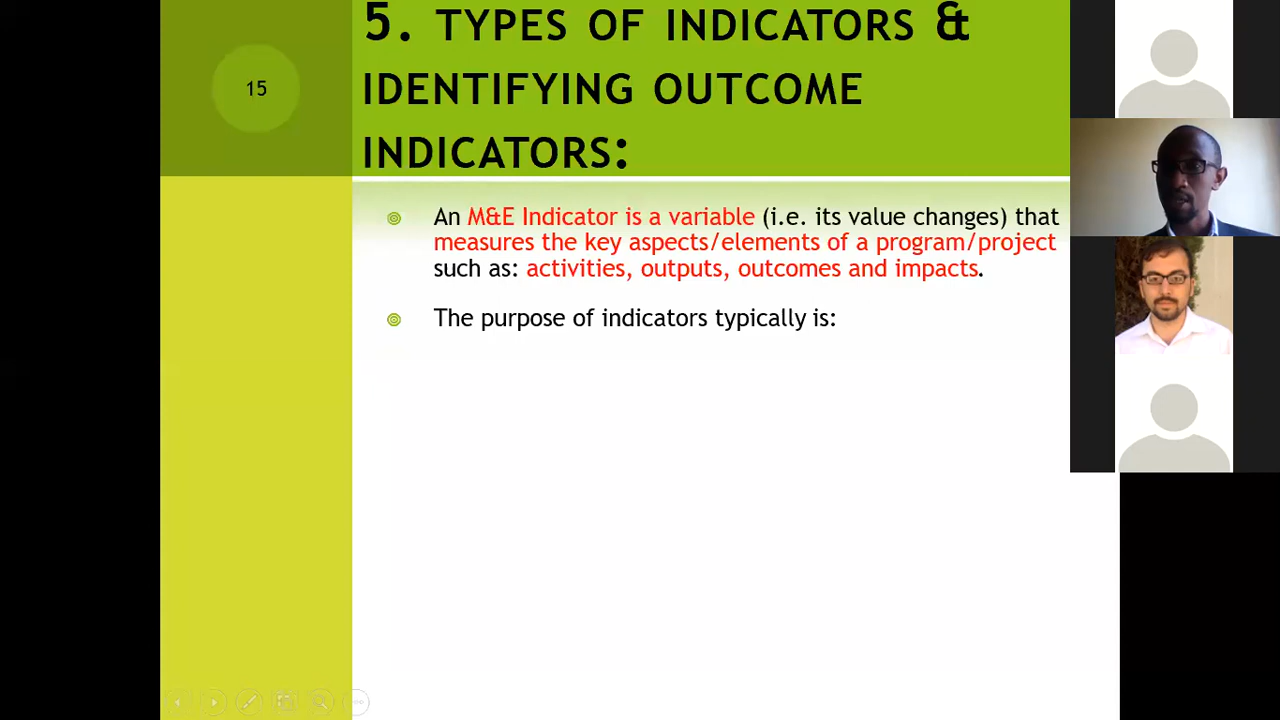 5. TYPES OF INDICATORS &
IDENTIFYING OUTCOME
INDICATORS:
15
An M&E Indicator is a variable (i.e. its value changes) that
measures the key aspects/elements of a program/project
such as: activities, outputs, outcomes and impacts.
The purpose of indicators typically is: